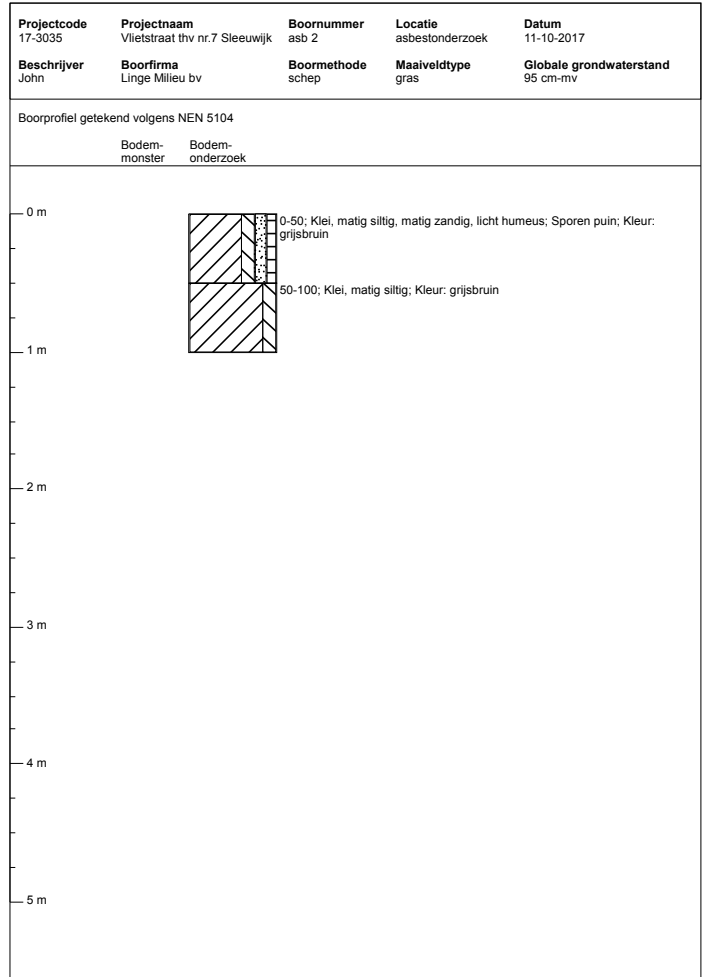 Projectcode Projectnaam Boornummer Locatie Datum
17-3035 Vlietstraat thv nr.7 Sleeuwijk asb 2 asbestonderzoek 11-10-2017
Beschrijver Boorfirma Boormethode Maaiveldtype Globale grondwaterstand
John Linge Milieu bv schep gras 95 cm-mv
Boorprofiel getekend volgens NEN 5104
Bodem- Bodem-
monster onderzoek
0 m
0-50; Klei, matig siltig, matig zandig, licht humeus; Sporen puin; Kleur:
grijsbruin
50-100; Klei, matig siltig; Kleur: grijsbruin
1 m
2 m
3 m
4 m
5 m